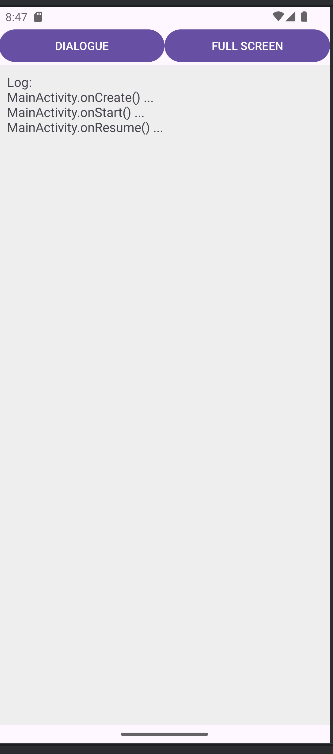 8:47
DIALOGUE FULL SCREEN
Log:
MainActivity.onCreate() ...
MainActivity.onStart() ...
MainActivity.onResume() ...